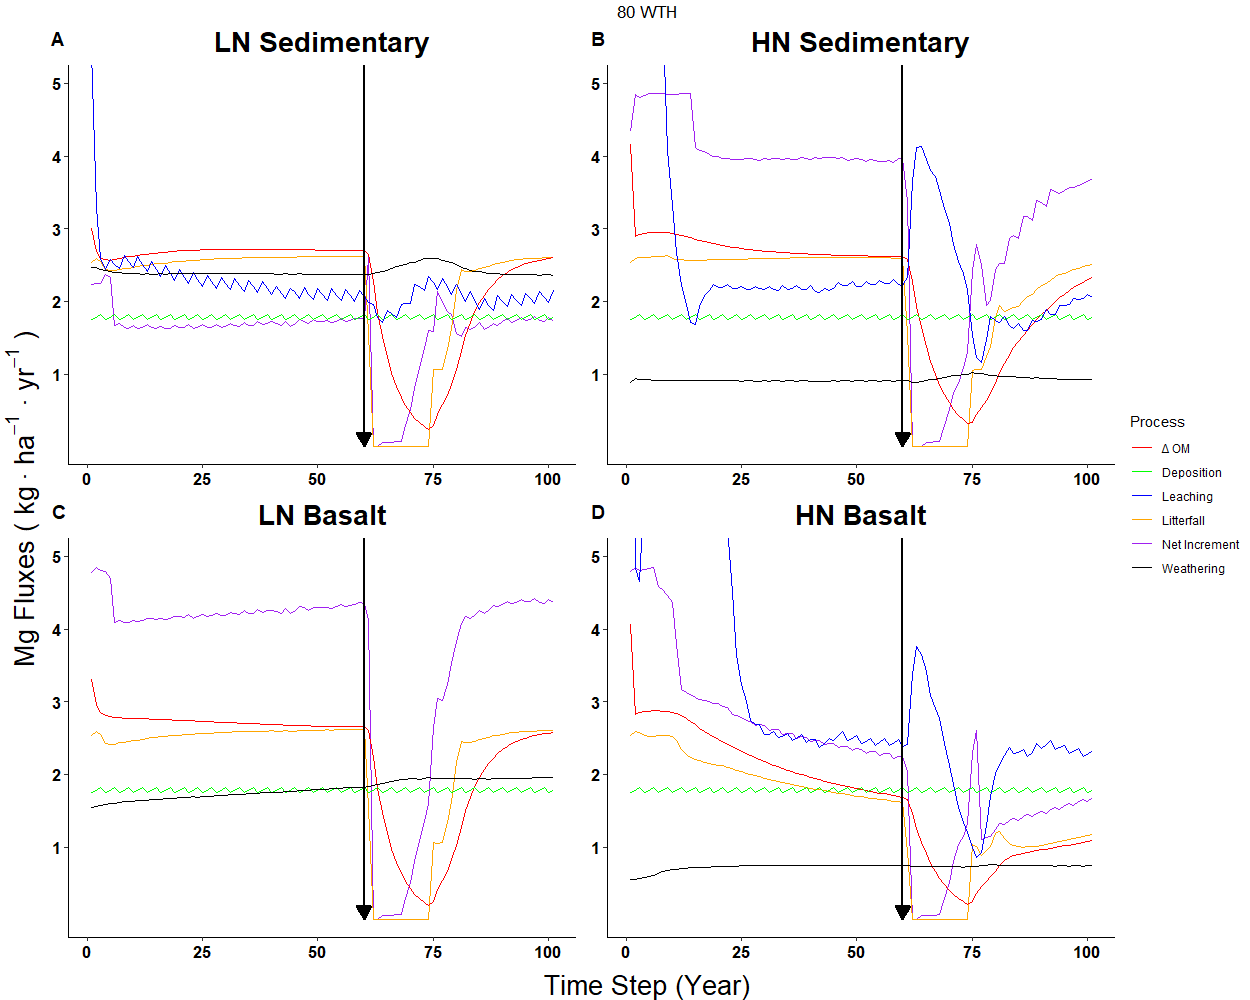 80 WTH
A
LN Sedimentary
B
HN Sedimentary
5
4
3
2
1
0
25
50
75
100
5
4
3
2
1
0
25
50
75
100
C
LN Basalt
D
HN Basalt
5
4
3
2
1
0
25
50
75
100
5
4
3
2
1
0
25
50
75
100
Mg Fluxes ( kg · ha⁻¹ · yr⁻¹ )
Time Step (Year)
Process
Δ OM
Deposition
Leaching
Litterfall
Net Increment
Weathering